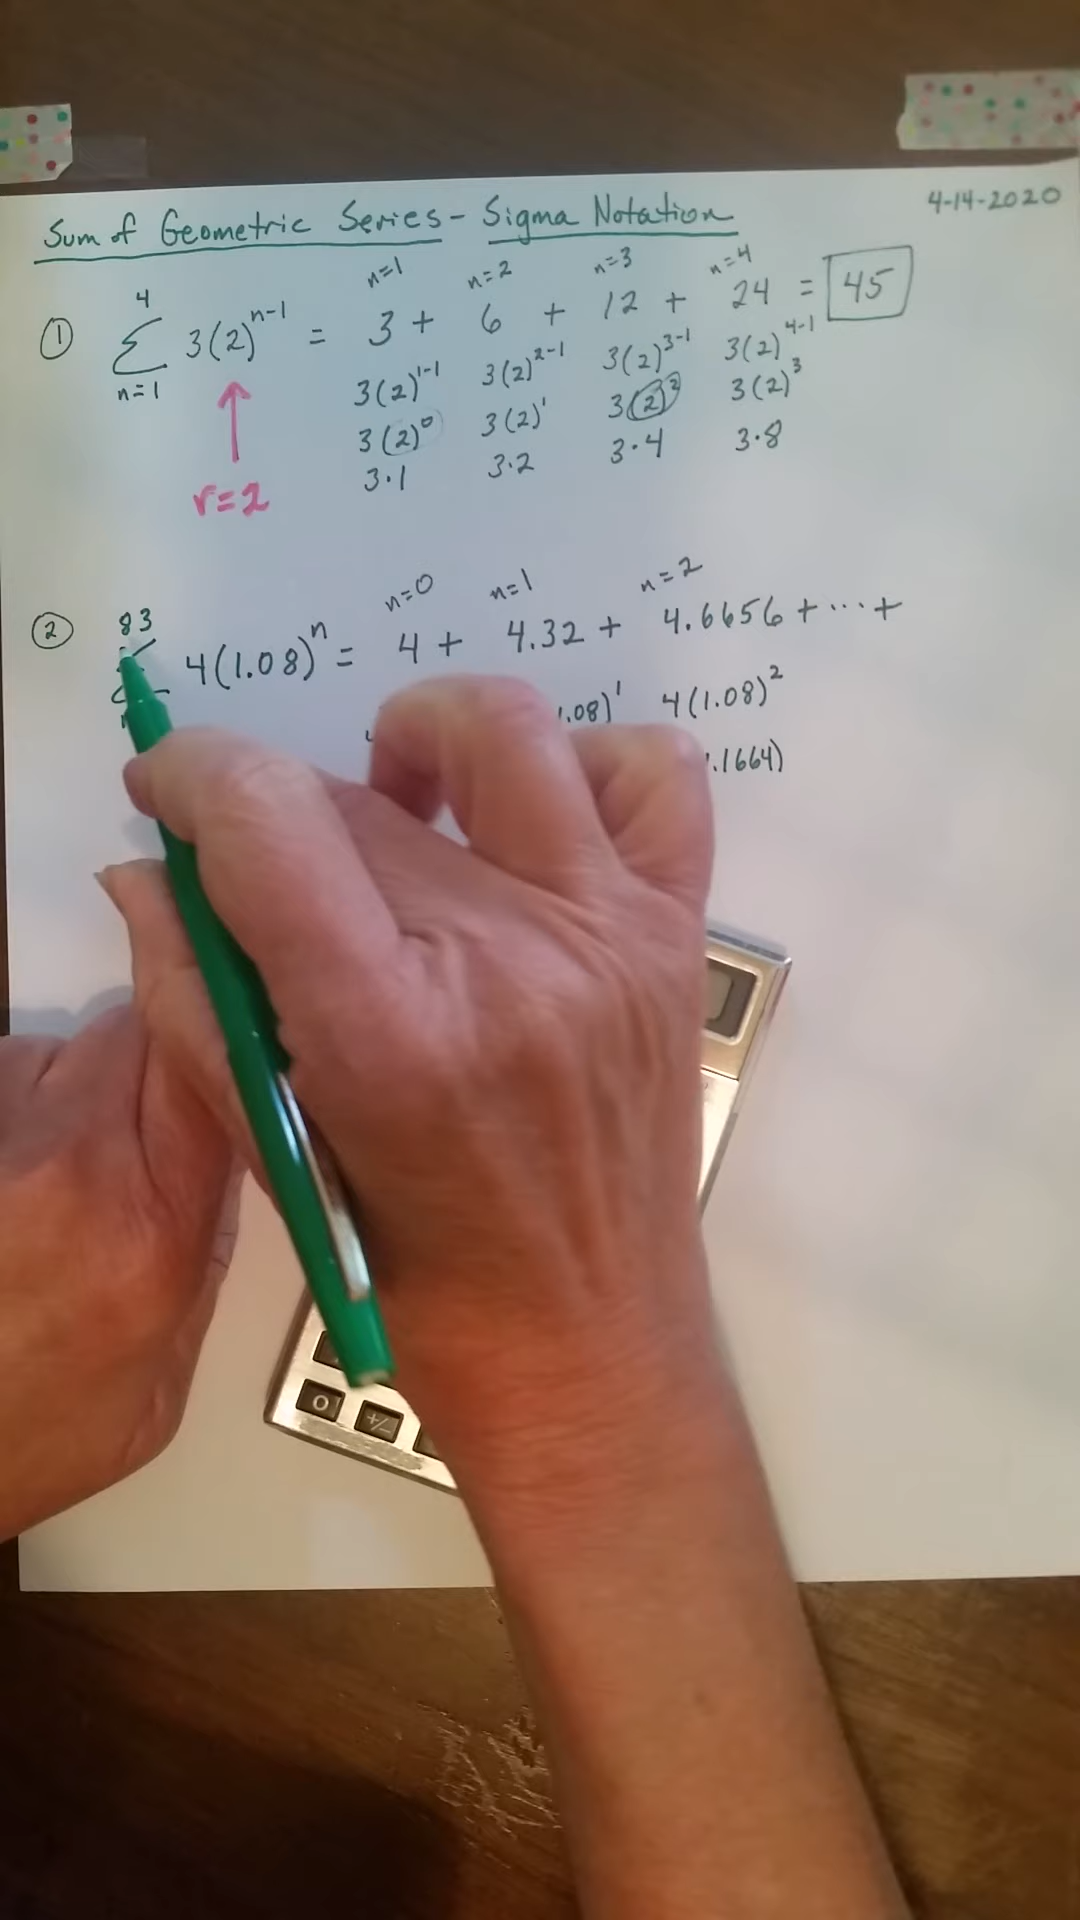 Sum of Geometric Series - Sigma Notation 4-14-2020
n=1 n=2 n=3 n=4
4
① ∑ 3(2)^{n-1} = 3 + 6 + 12 + 24 = 45
n=1
3(2)^{1-1} 3(2)^{2-1} 3(2)^{3-1} 3(2)^{4-1}
3(2)^0 3(2)^1 3(2)^2 3(2)^3
3·1 3·2 3·4 3·8
r=2
n=0 n=1 n=2
83
② ∑ 4(1.08)^n = 4 + 4.32 + 4.6656 + ... +
.08)^1 4(1.08)^2
.1664)
0 +/-